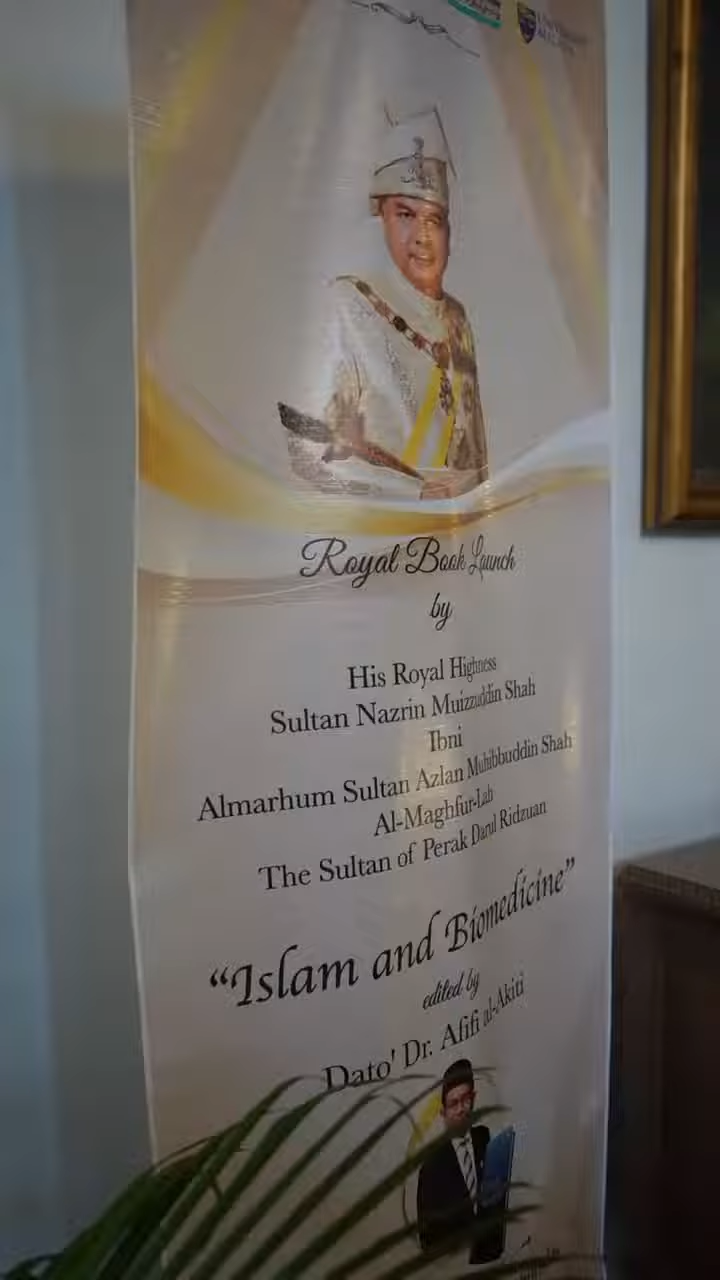 Royal Book Launch
by
His Royal Highness
Sultan Nazrin Muizzuddin Shah
Ibni
Almarhum Sultan Azlan Muhibbuddin Shah
Al-Maghfur-Lah
The Sultan of Perak Darul Ridzuan
“Islam and Biomedicine”
edited by
Dato' Dr. Afifi al-Akiti